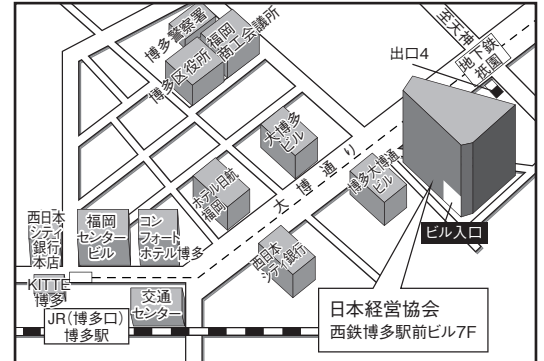 博多警察署
博多区役所
福岡
商工会議所
至天神
地下鉄
祇園
出口4
大博多
ビル
大博通り
博多大博通
ビル
ホテル日航
福岡
西日本
シティ
銀行
本店
福岡
センター
ビル
コン
フォート
ホテル博多
西日本
シティ銀行
ビル入口
KITTE
博多
JR(博多口)
博多駅
交通
センター
日本経営協会
西鉄博多駅前ビル7F